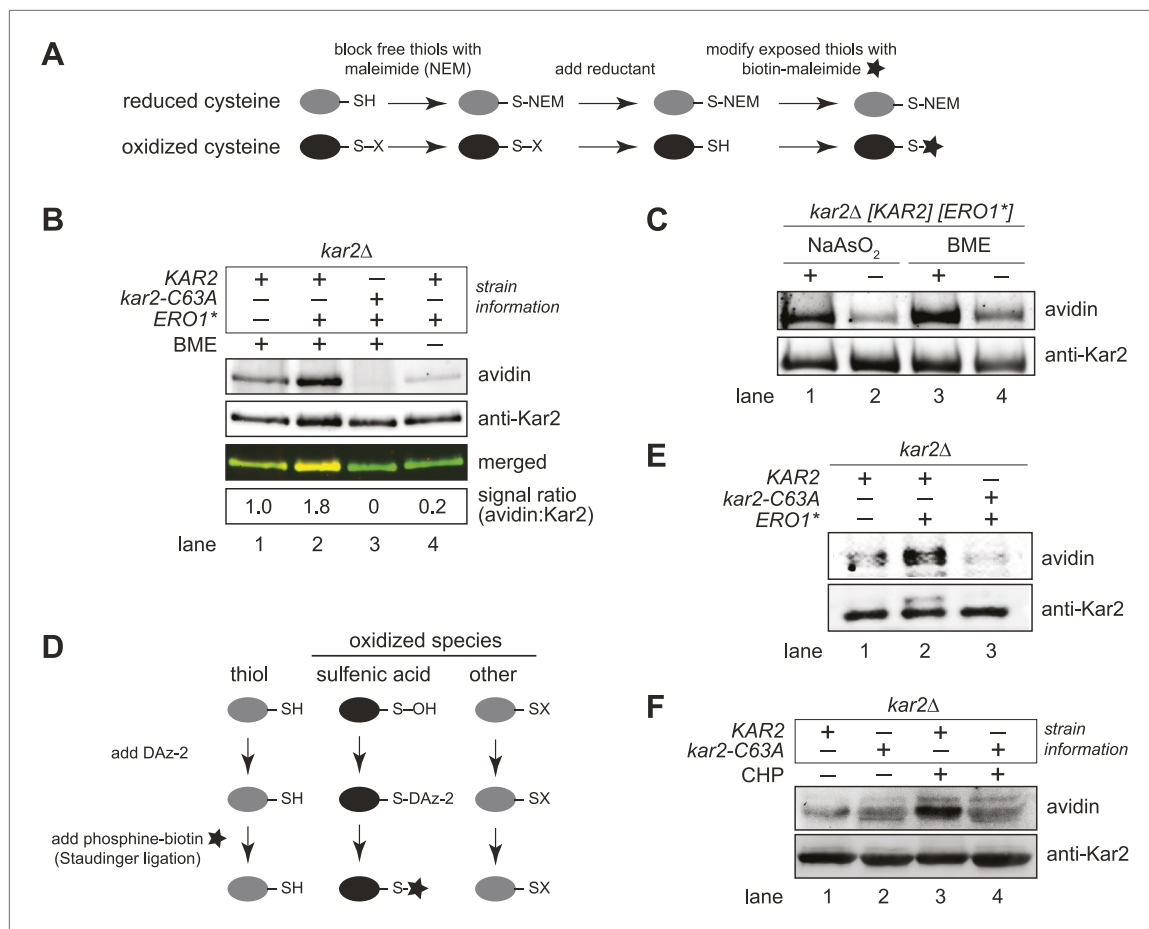 A
block free thiols with
maleimide (NEM)
add reductant
modify exposed thiols with
biotin-maleimide
reduced cysteine
SH
S-NEM
S-NEM
S-NEM
oxidized cysteine
S-X
S-X
SH
S-
B
kar2Δ
KAR2 + + – +
kar2-C63A – – + –
ERO1* – + + +
strain
information
BME + + + –
avidin
anti-Kar2
merged
1.0 1.8 0 0.2
signal ratio
(avidin:Kar2)
lane 1 2 3 4
C
kar2Δ [KAR2] [ERO1*]
NaAsO2 BME
+ – + –
avidin
anti-Kar2
lane 1 2 3 4
D
oxidized species
thiol sulfenic acid other
SH S-OH SX
add DAz-2
SH S-DAz-2 SX
add phosphine-biotin
(Staudinger ligation)
SH S- SX
E
kar2Δ
KAR2 + + –
kar2-C63A – – +
ERO1* – + +
avidin
anti-Kar2
lane 1 2 3
F
kar2Δ
KAR2 + – + –
kar2-C63A – + – +
strain
information
CHP – – + +
avidin
anti-Kar2
lane 1 2 3 4